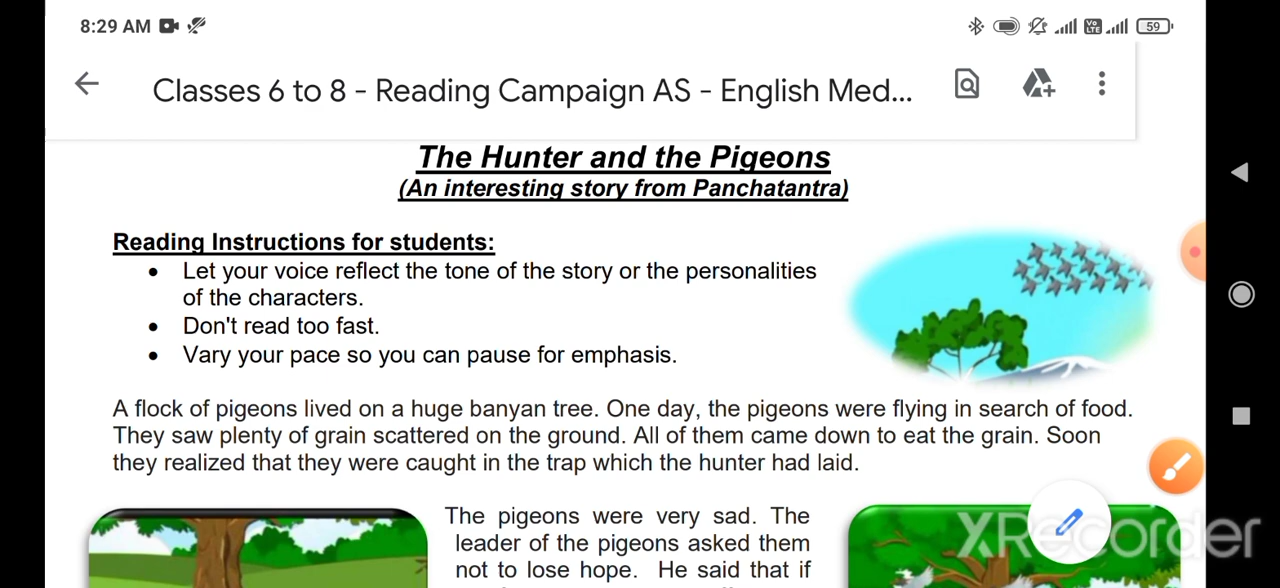 8:29 AM
Vo LTE
59
Classes 6 to 8 - Reading Campaign AS - English Med...
The Hunter and the Pigeons
(An interesting story from Panchatantra)
Reading Instructions for students:
• Let your voice reflect the tone of the story or the personalities
of the characters.
• Don't read too fast.
• Vary your pace so you can pause for emphasis.
A flock of pigeons lived on a huge banyan tree. One day, the pigeons were flying in search of food.
They saw plenty of grain scattered on the ground. All of them came down to eat the grain. Soon
they realized that they were caught in the trap which the hunter had laid.
The pigeons were very sad. The
leader of the pigeons asked them
not to lose hope. He said that if
XRecorder